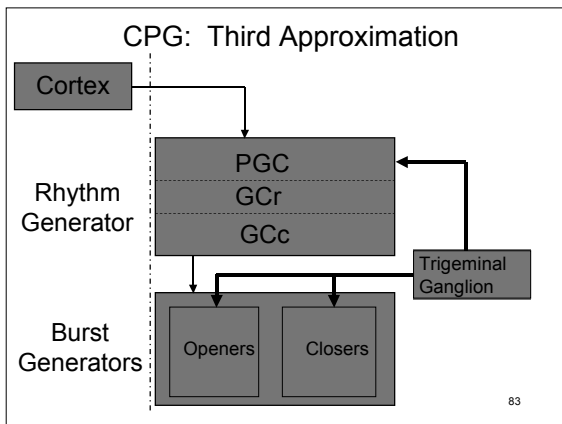 CPG: Third Approximation
Cortex
PGC
Rhythm
Generator
GCr
GCc
Trigeminal
Ganglion
Burst
Generators
Openers
Closers
83